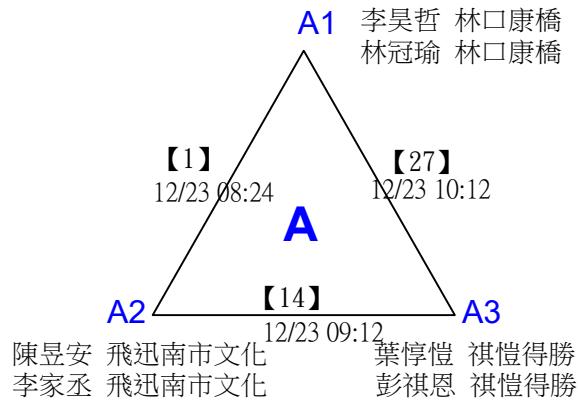 A1 李昊哲 林口康橋
林冠瑜 林口康橋
【1】 【27】
12/23 08:24 12/23 10:12
A
A2 【14】 A3
12/23 09:12
陳昱安 飛迅南市文化 葉惇愷 祺愷得勝
李家丞 飛迅南市文化 彭祺恩 祺愷得勝